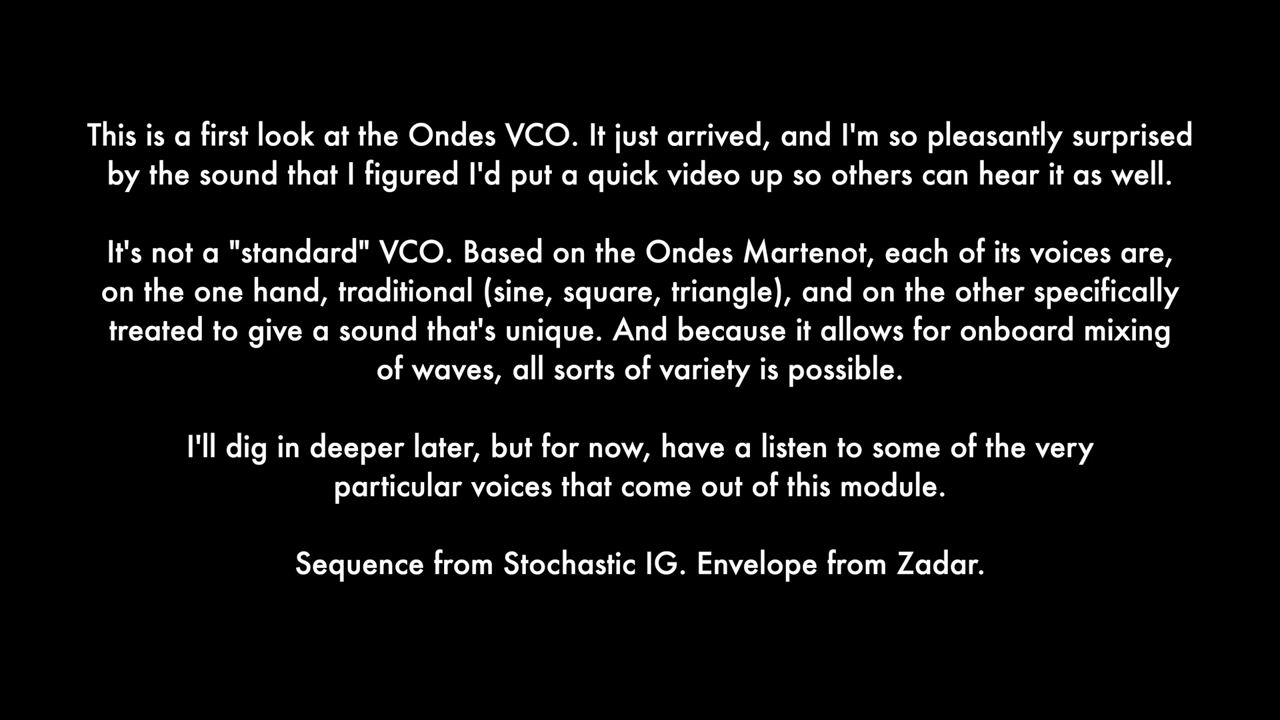 This is a first look at the Ondes VCO. It just arrived, and I'm so pleasantly surprised
by the sound that I figured I'd put a quick video up so others can hear it as well.
It's not a "standard" VCO. Based on the Ondes Martenot, each of its voices are,
on the one hand, traditional (sine, square, triangle), and on the other specifically
treated to give a sound that's unique. And because it allows for onboard mixing
of waves, all sorts of variety is possible.
I'll dig in deeper later, but for now, have a listen to some of the very
particular voices that come out of this module.
Sequence from Stochastic IG. Envelope from Zadar.